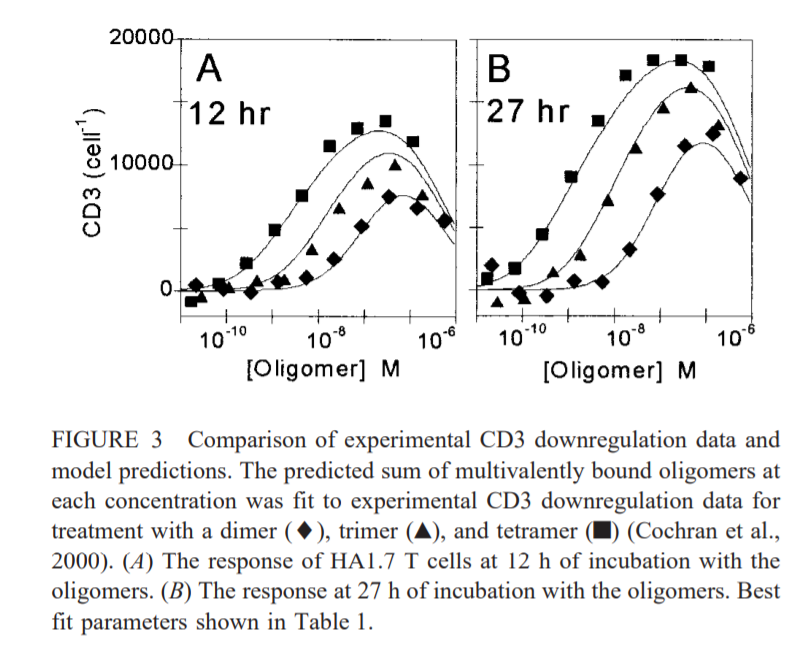 20000
10000
0
CD3 (cell-1)
A
12 hr
10-10
10-8
10-6
[Oligomer] M
B
27 hr
10-10
10-8
10-6
[Oligomer] M
FIGURE 3 Comparison of experimental CD3 downregulation data and
model predictions. The predicted sum of multivalently bound oligomers at
each concentration was fit to experimental CD3 downregulation data for
treatment with a dimer (◆), trimer (▲), and tetramer (■) (Cochran et al.,
2000). (A) The response of HA1.7 T cells at 12 h of incubation with the
oligomers. (B) The response at 27 h of incubation with the oligomers. Best
fit parameters shown in Table 1.